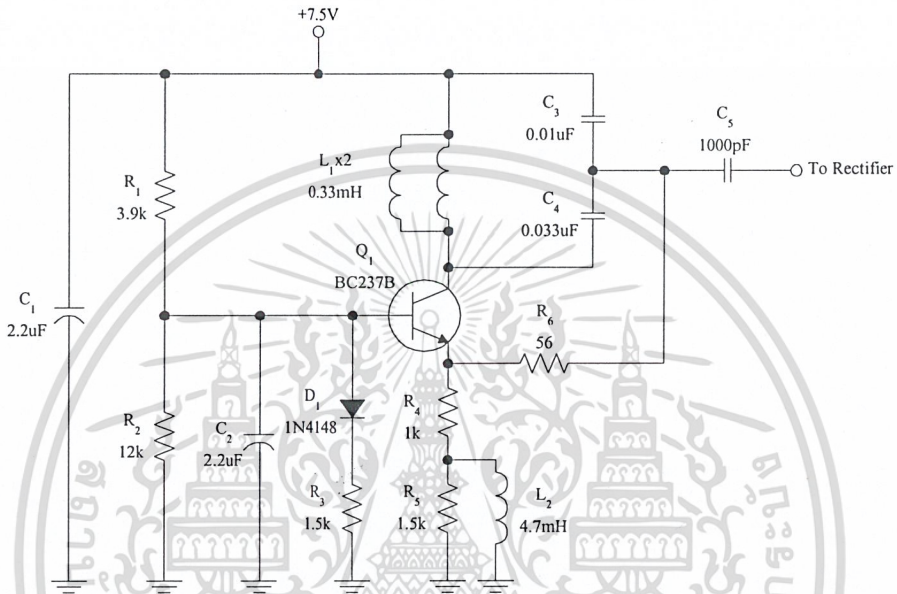 +7.5V
C3
0.01uF
C5
1000pF
To Rectifier
L1x2
0.33mH
R1
3.9k
C4
0.033uF
Q1
BC237B
C1
2.2uF
R6
56
D1
1N4148
R4
1k
R2
12k
C2
2.2uF
R3
1.5k
R5
1.5k
L2
4.7mH